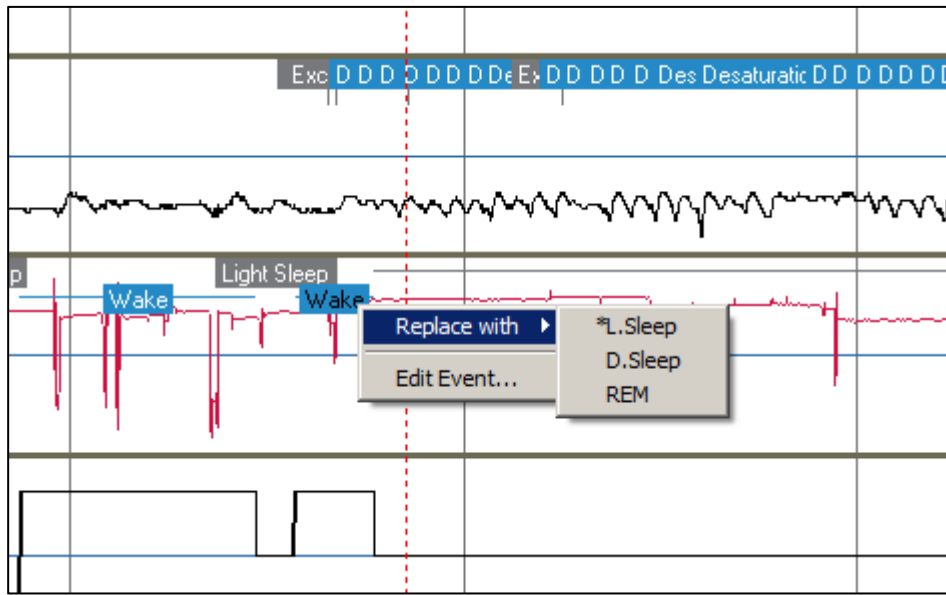 Exc D D D D D D D De Ex D D D D D Des Desaturatic D D D D D D
p Light Sleep
Wake Wake
Replace with *L.Sleep
D.Sleep
Edit Event...
REM